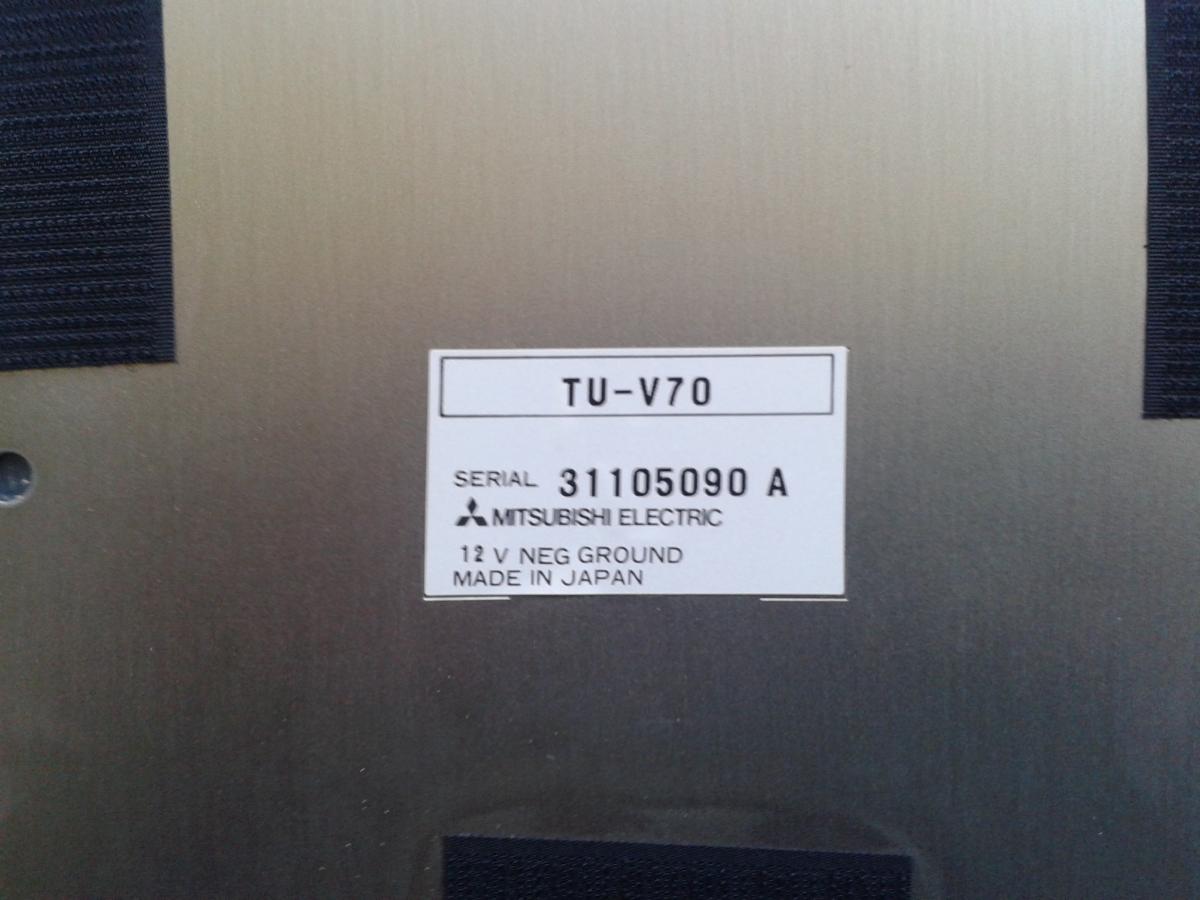 TU-V70
SERIAL 31105090 A
MITSUBISHI ELECTRIC
12 V NEG GROUND
MADE IN JAPAN